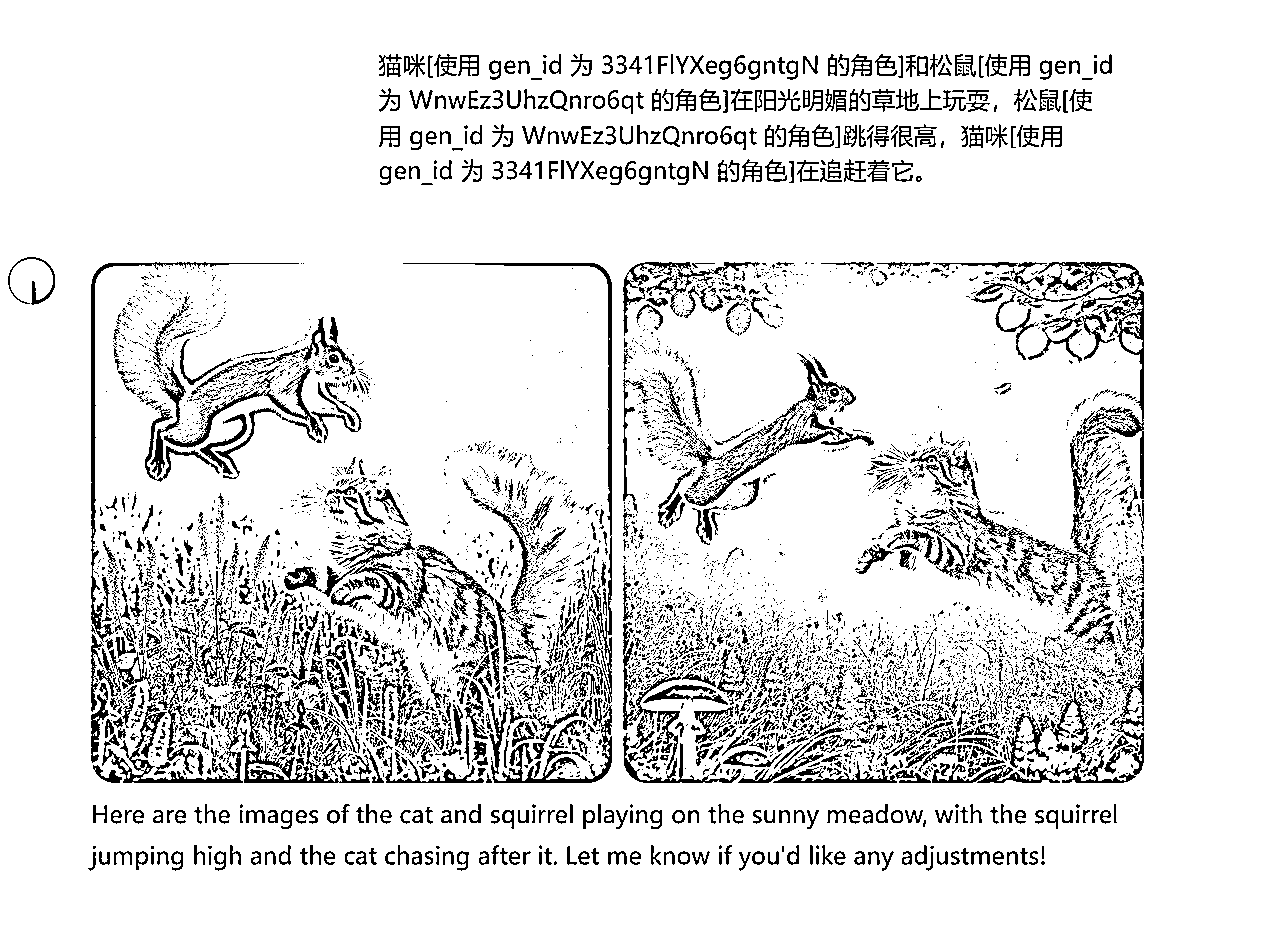 猫咪[使用 gen_id 为 3341FlYXeg6gntgN 的角色]和松鼠[使用 gen_id
为 WnwEz3UhzQnro6qt 的角色]在阳光明媚的草地上玩耍，松鼠[使
用 gen_id 为 WnwEz3UhzQnro6qt 的角色]跳得很高，猫咪[使用
gen_id 为 3341FlYXeg6gntgN 的角色]在追赶着它。
Here are the images of the cat and squirrel playing on the sunny meadow, with the squirrel
jumping high and the cat chasing after it. Let me know if you'd like any adjustments!